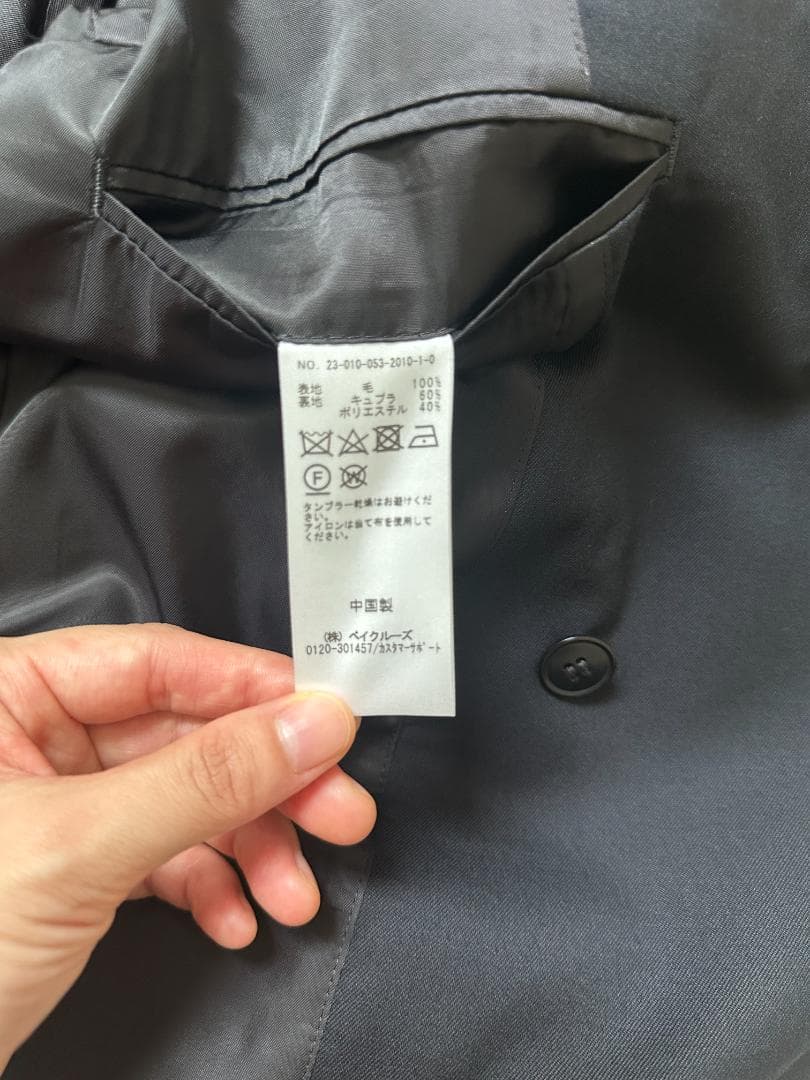 NO. 23-010-053-2010-1-0
表地 毛 100%
裏地 キュプラ 60%
ポリエステル 40%
F W
タンブラー乾燥はお避けくだ
さい。
アイロンは当て布を使用して
ください。
中国製
(株) ベイクルーズ
0120-301457/カスタマーサポート